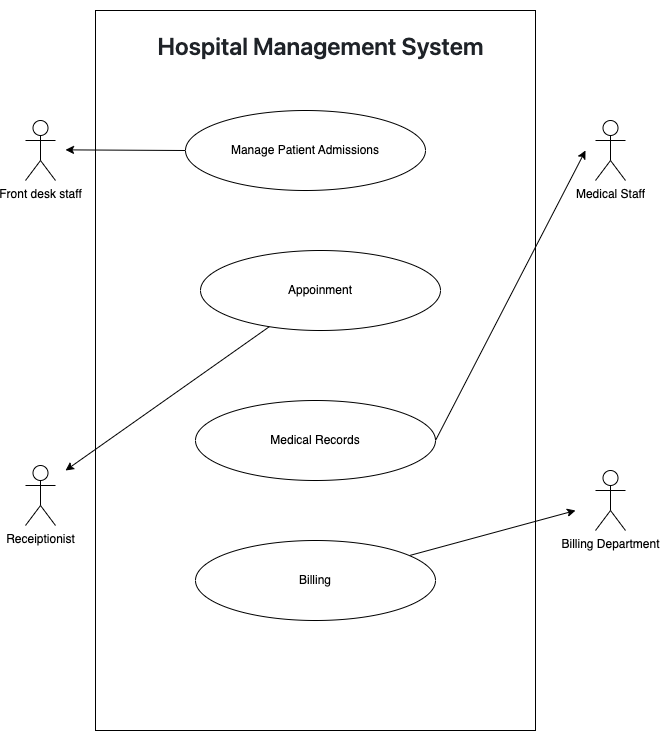 Hospital Management System
Manage Patient Admissions
Front desk staff
Medical Staff
Appoinment
Medical Records
Receiptionist
Billing Department
Billing